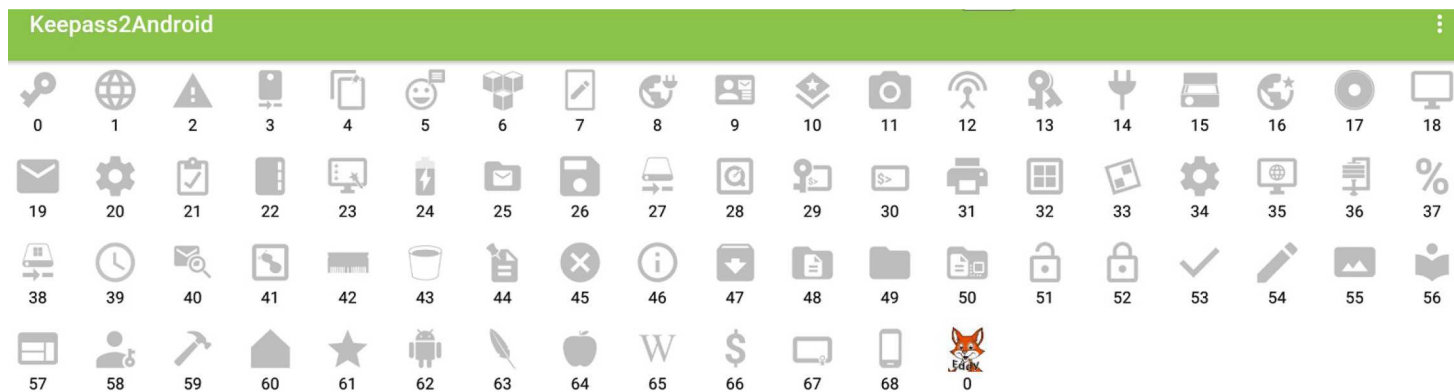 Keepass2Android
0 1 2 3 4 5 6 7 8 9 10 11 12 13 14 15 16 17 18
$> $>
19 20 21 22 23 24 25 26 27 28 29 30 31 32 33 34 35 36 37
38 39 40 41 42 43 44 45 46 47 48 49 50 51 52 53 54 55 56
W $
Eddy
57 58 59 60 61 62 63 64 65 66 67 68 0